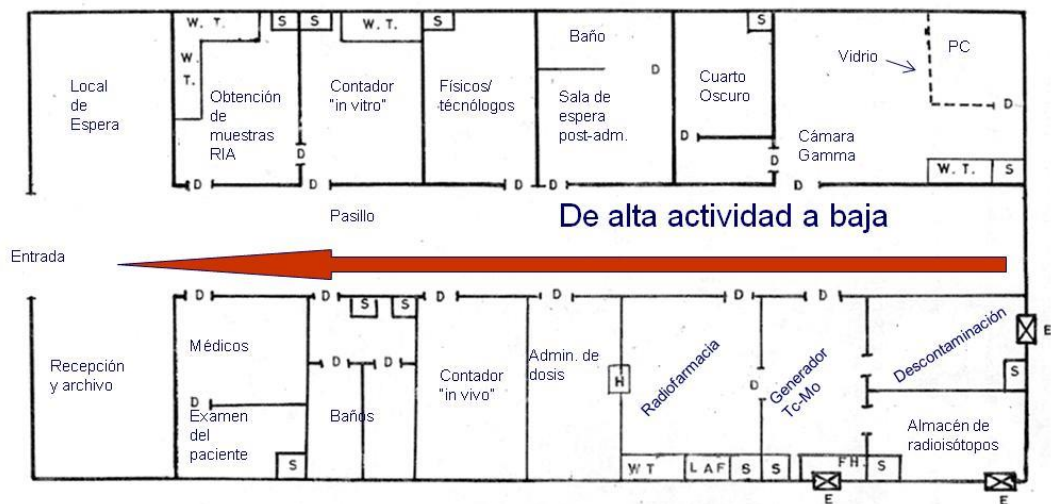 W. T.
S
S
W. T.
S
S
Baño
Vidrio
PC
W.
T.
Local
de
Espera
Obtención
de
muestras
RIA
Contador
"in vitro"
Físicos/
técnólogos
Sala de
espera
post-adm.
D
Cuarto
Oscuro
D
D
D
D
Cámara
Gamma
W. T.
S
D
D
D
D
D
Pasillo
De alta actividad a baja
Entrada
D
D
D
D
D
D
S
S
E
Recepción
y archivo
Médicos
D
Examen
del
paciente
S
D
D
Baños
Contador
"in vivo"
Admin. de
dosis
H
Radiofarmacia
D
Generador
Tc-Mo
Descontaminación
S
Almacén de
radioisótopos
W T
L A F
S
S
FH.
S
E
E